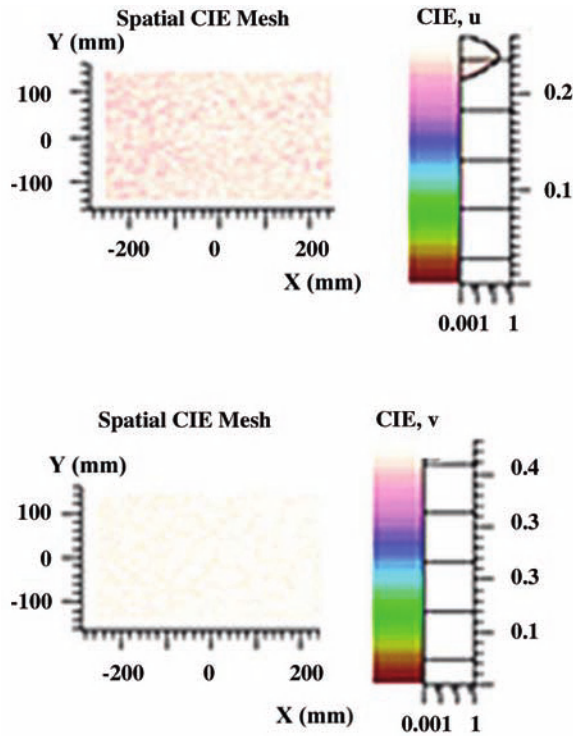 Spatial CIE Mesh
CIE, u
Y (mm)
100
0
-100
-200 0 200
X (mm)
0.2
0.1
0.001 1
Spatial CIE Mesh
CIE, v
Y (mm)
100
0
-100
-200 0 200
X (mm)
0.4
0.3
0.3
0.1
0.001 1